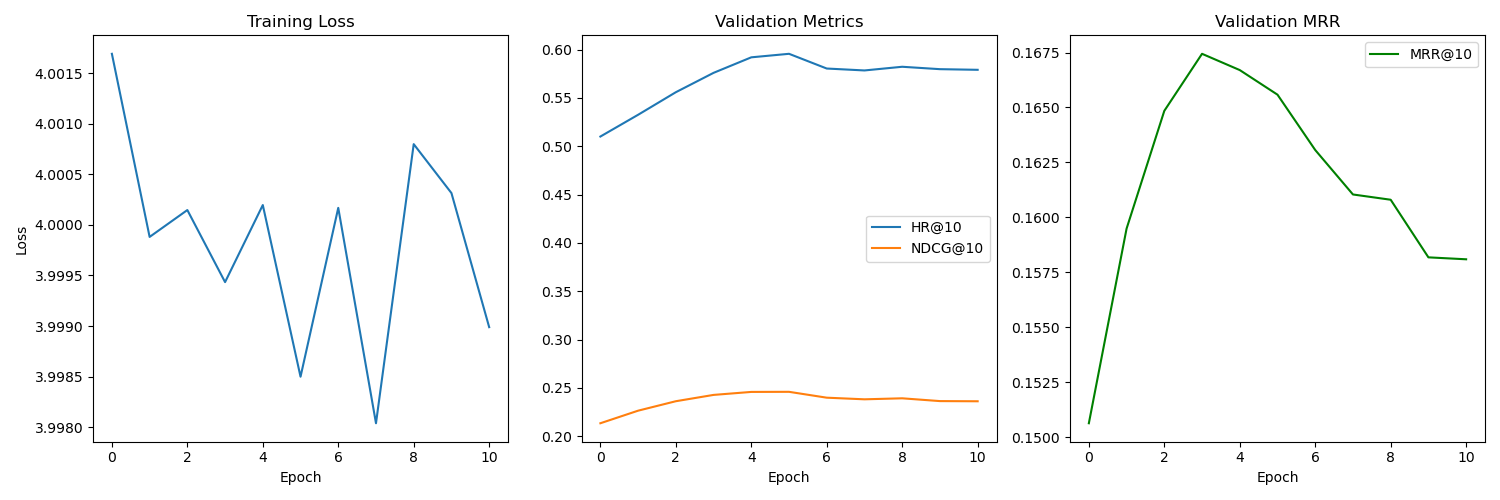 Training Loss
4.0015
4.0010
4.0005
4.0000
3.9995
3.9990
3.9985
3.9980
Loss
0 2 4 6 8 10
Epoch
Validation Metrics
0.60
0.55
0.50
0.45
0.40
0.35
0.30
0.25
0.20
HR@10
NDCG@10
0 2 4 6 8 10
Epoch
Validation MRR
0.1675
0.1650
0.1625
0.1600
0.1575
0.1550
0.1525
0.1500
MRR@10
0 2 4 6 8 10
Epoch